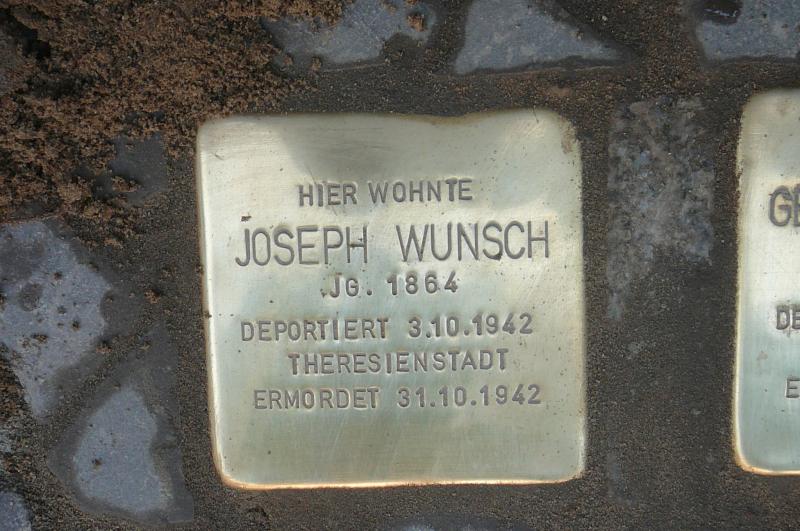 HIER WOHNTE
JOSEPH WUNSCH
JG. 1864
DEPORTIERT 3.10.1942
THERESIENSTADT
ERMORDET 31.10.1942